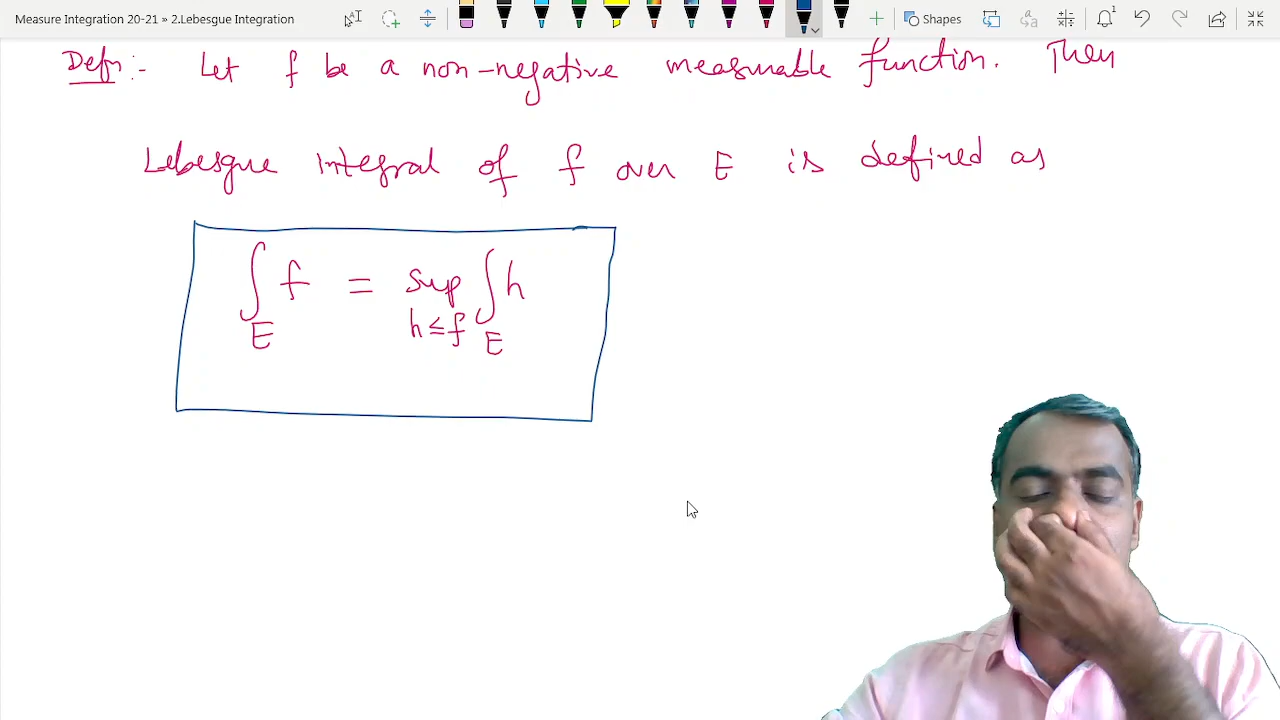 Measure Integration 20-21 » 2.Lebesgue Integration
Shapes
Defn:- Let f be a non-negative measurable function. Then
Lebesgue integral of f over E is defined as
∫_E f = sup_{h≤f} ∫_E h